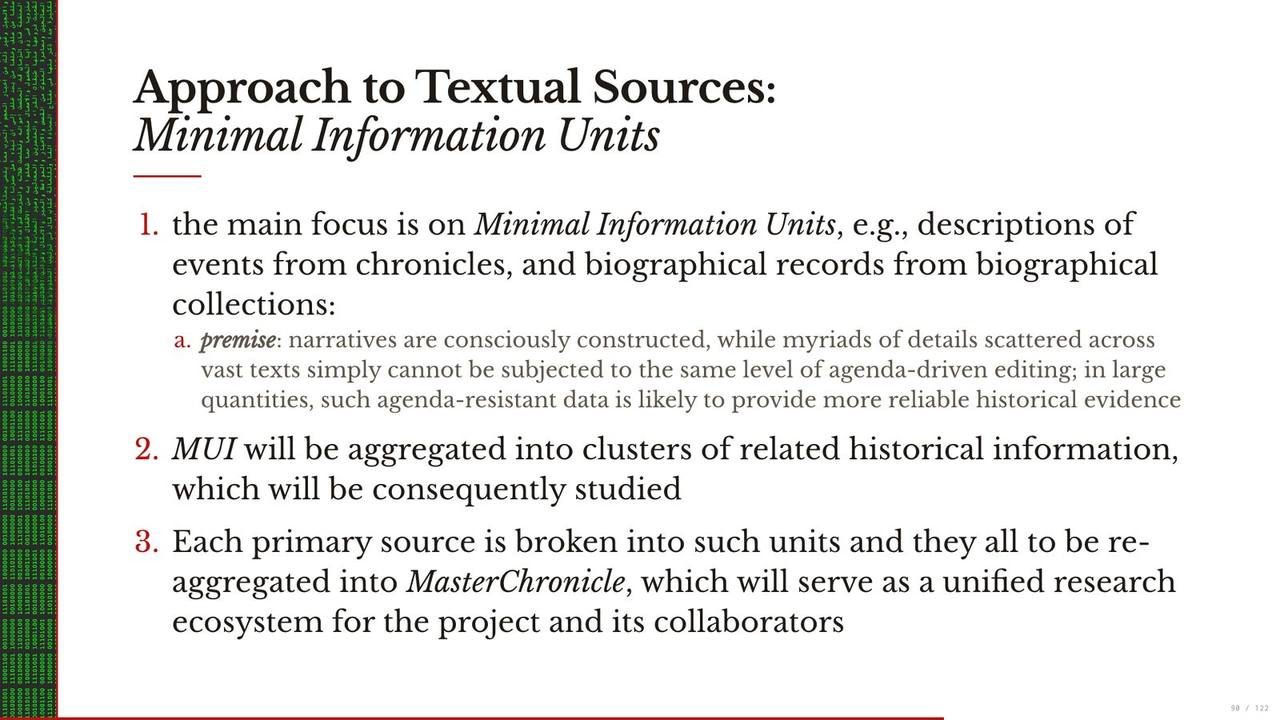 Approach to Textual Sources:
Minimal Information Units
1. the main focus is on Minimal Information Units, e.g., descriptions of
events from chronicles, and biographical records from biographical
collections:
a. premise: narratives are consciously constructed, while myriads of details scattered across
vast texts simply cannot be subjected to the same level of agenda-driven editing; in large
quantities, such agenda-resistant data is likely to provide more reliable historical evidence
2. MUI will be aggregated into clusters of related historical information,
which will be consequently studied
3. Each primary source is broken into such units and they all to be re-
aggregated into MasterChronicle, which will serve as a unified research
ecosystem for the project and its collaborators
90 / 122